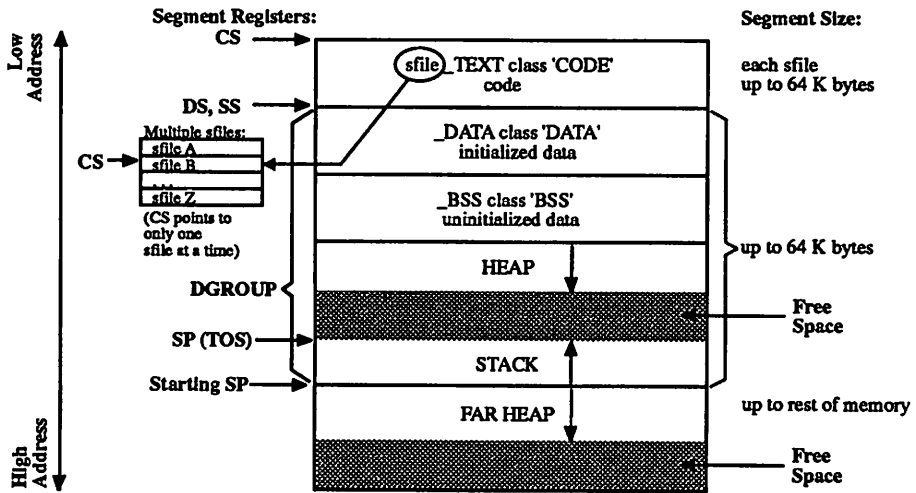 Segment Registers:
Segment Size:
Low
Address
CS
sfile _TEXT class 'CODE'
code
each sfile
up to 64 K bytes
DS, SS
Multiple sfiles:
sfile A
sfile B
. . .
sfile Z
CS
(CS points to
only one
sfile at a time)
_DATA class 'DATA'
initialized data
_BSS class 'BSS'
uninitialized data
up to 64 K bytes
HEAP
DGROUP
Free
Space
SP (TOS)
STACK
Starting SP
FAR HEAP
up to rest of memory
High
Address
Free
Space